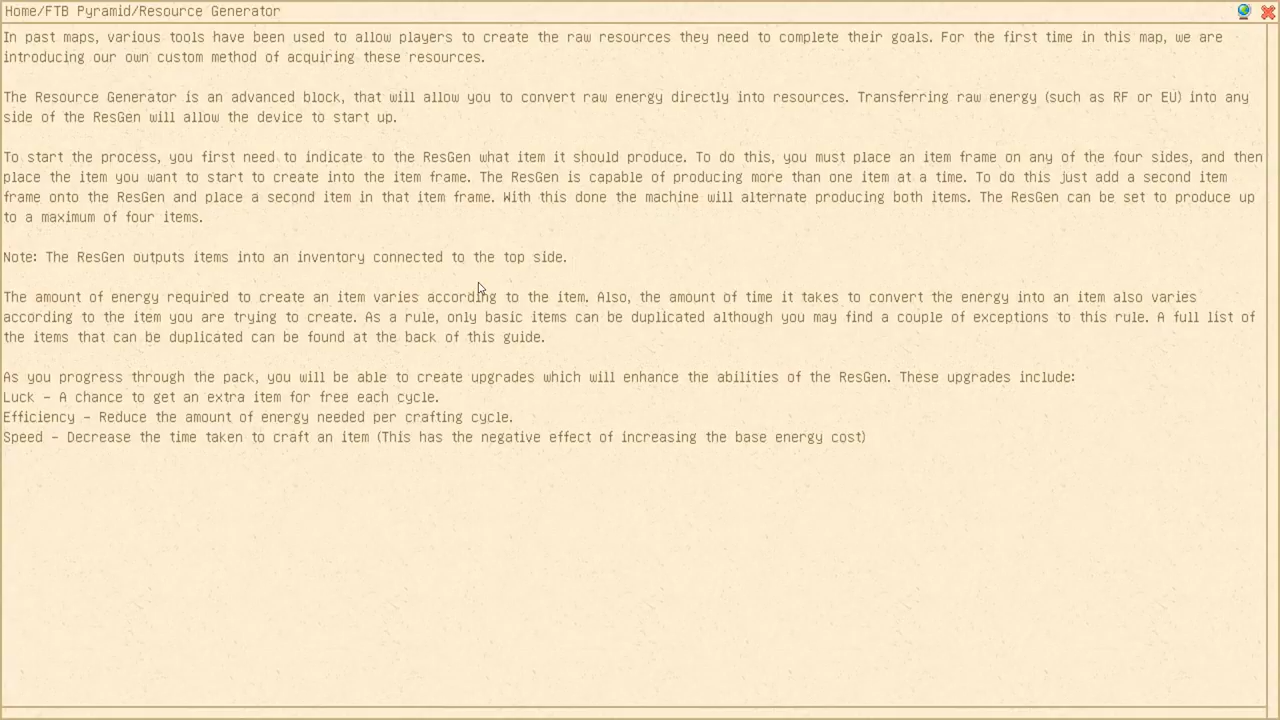 Home/FTB Pyramid/Resource Generator
In past maps, various tools have been used to allow players to create the raw resources they need to complete their goals. For the first time in this map, we are
introducing our own custom method of acquiring these resources.
The Resource Generator is an advanced block, that will allow you to convert raw energy directly into resources. Transferring raw energy (such as RF or EU) into any
side of the ResGen will allow the device to start up.
To start the process, you first need to indicate to the ResGen what item it should produce. To do this, you must place an item frame on any of the four sides, and then
place the item you want to start to create into the item frame. The ResGen is capable of producing more than one item at a time. To do this just add a second item
frame onto the ResGen and place a second item in that item frame. With this done the machine will alternate producing both items. The ResGen can be set to produce up
to a maximum of four items.
Note: The ResGen outputs items into an inventory connected to the top side.
The amount of energy required to create an item varies according to the item. Also, the amount of time it takes to convert the energy into an item also varies
according to the item you are trying to create. As a rule, only basic items can be duplicated although you may find a couple of exceptions to this rule. A full list of
the items that can be duplicated can be found at the back of this guide.
As you progress through the pack, you will be able to create upgrades which will enhance the abilities of the ResGen. These upgrades include:
Luck - A chance to get an extra item for free each cycle.
Efficiency - Reduce the amount of energy needed per crafting cycle.
Speed - Decrease the time taken to craft an item (This has the negative effect of increasing the base energy cost)